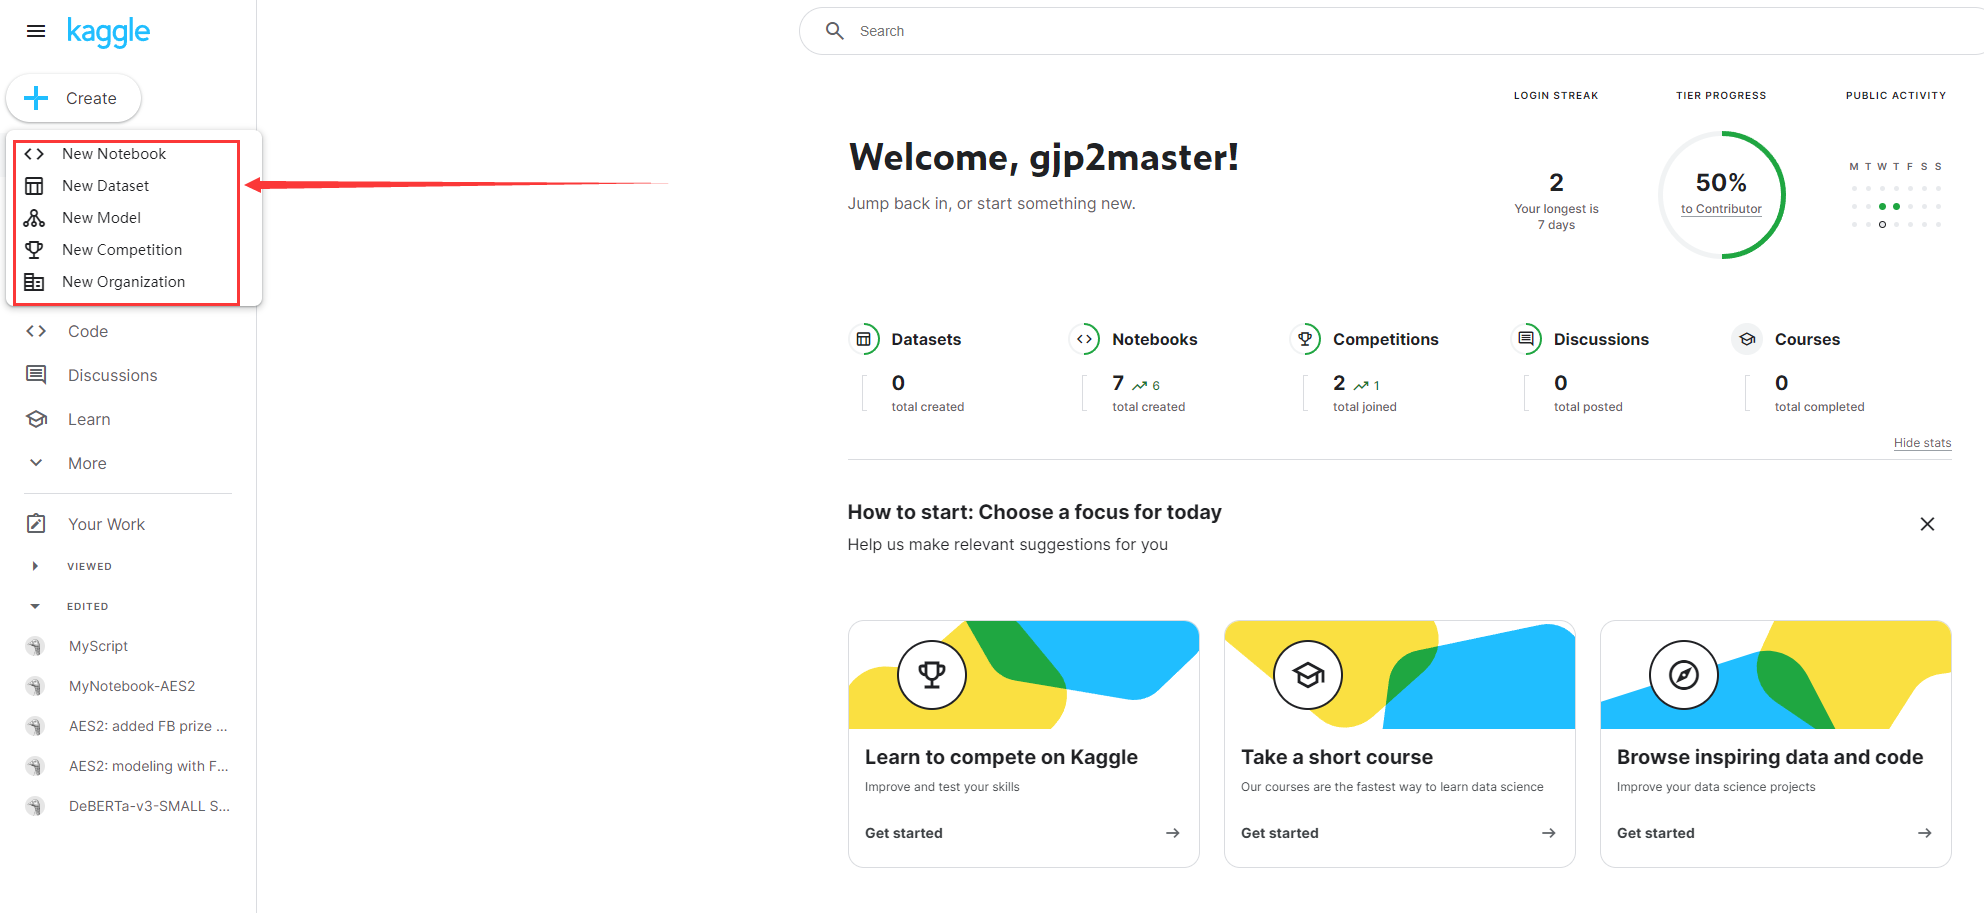 kaggle
Search
Create
New Notebook
New Dataset
New Model
New Competition
New Organization
Code
Discussions
Learn
More
Your Work
VIEWED
EDITED
MyScript
MyNotebook-AES2
AES2: added FB prize ...
AES2: modeling with F...
DeBERTa-v3-SMALL S...
Welcome, gjp2master!
Jump back in, or start something new.
LOGIN STREAK
2
Your longest is
7 days
TIER PROGRESS
50%
to Contributor
PUBLIC ACTIVITY
M T W T F S S
Datasets
0
total created
Notebooks
7 6
total created
Competitions
2 1
total joined
Discussions
0
total posted
Courses
0
total completed
Hide stats
How to start: Choose a focus for today
Help us make relevant suggestions for you
Learn to compete on Kaggle
Improve and test your skills
Get started
Take a short course
Our courses are the fastest way to learn data science
Get started
Browse inspiring data and code
Improve your data science projects
Get started